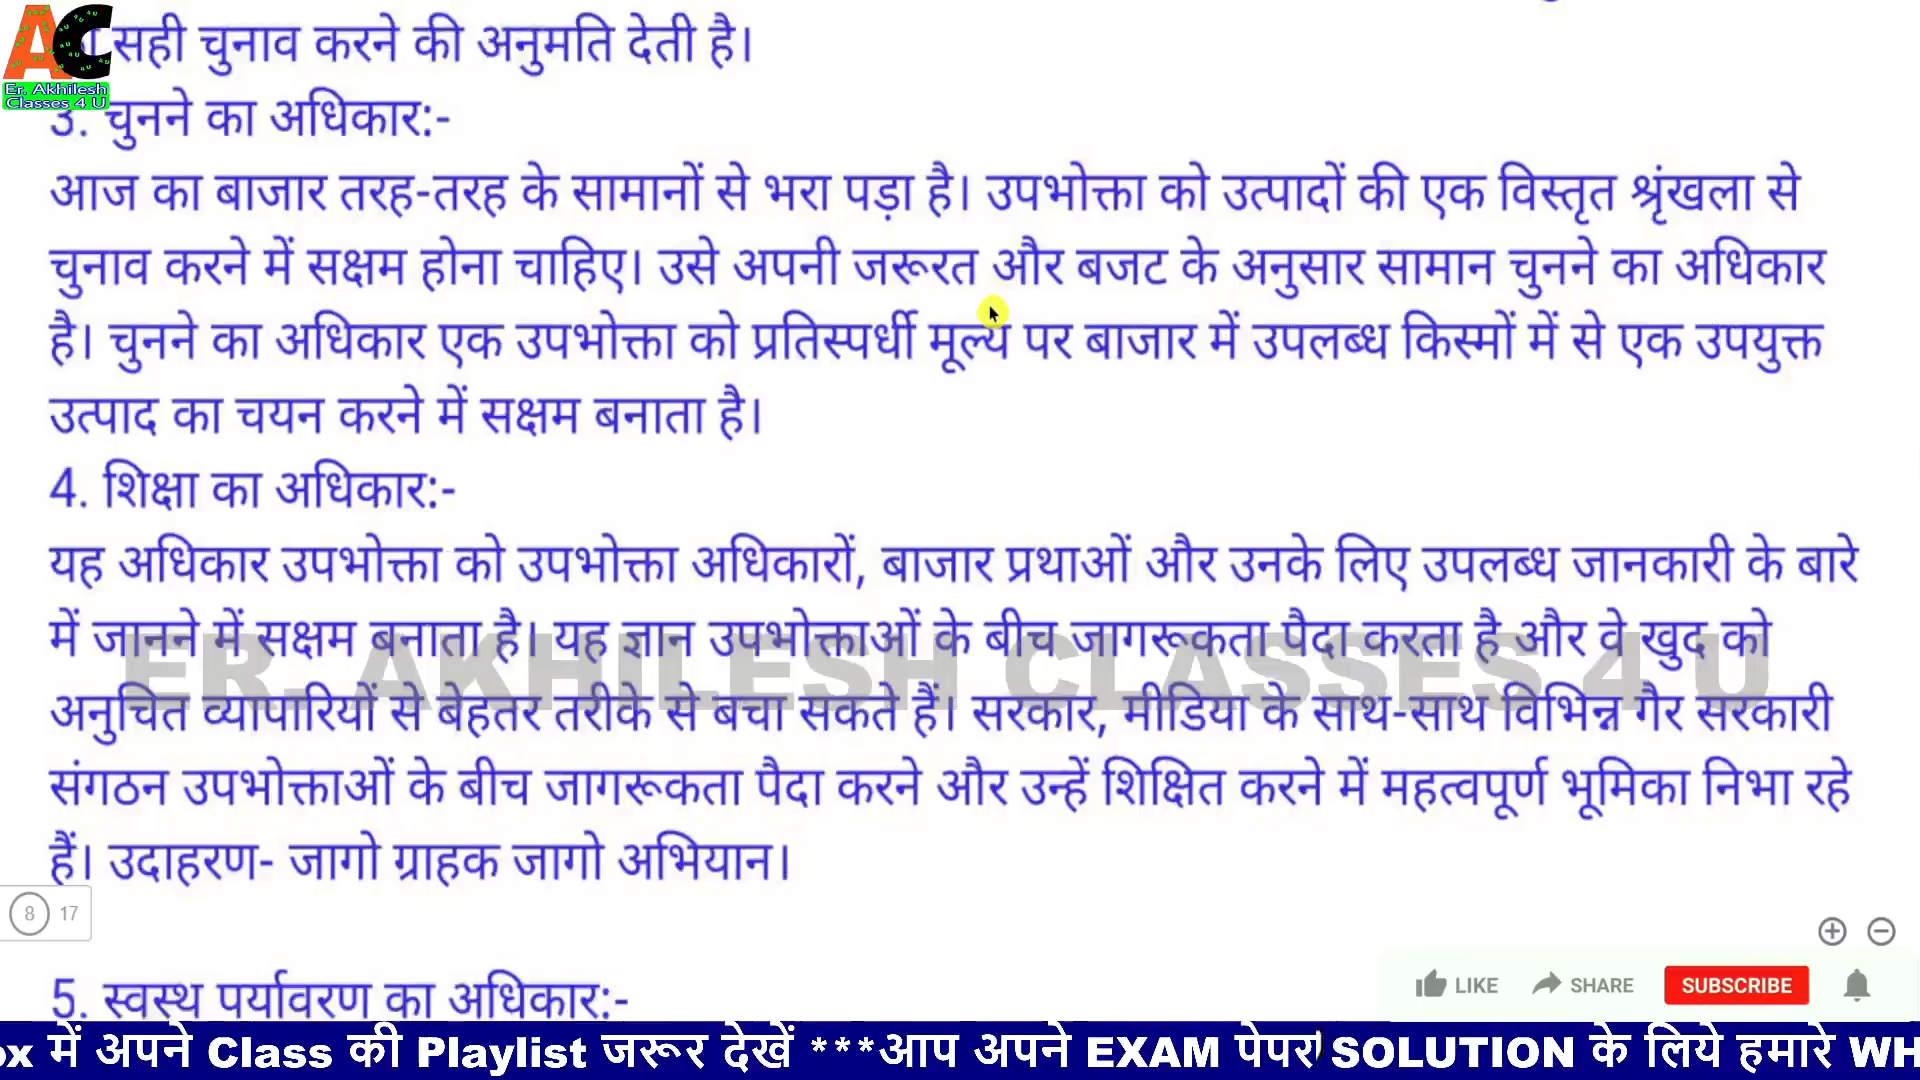 AC
सही चुनाव करने की अनुमति देती है।
Er. Akhilesh
Classes 4 U
3. चुनने का अधिकार:-
आज का बाजार तरह-तरह के सामानों से भरा पड़ा है। उपभोक्ता को उत्पादों की एक विस्तृत श्रृंखला से
चुनाव करने में सक्षम होना चाहिए। उसे अपनी जरूरत और बजट के अनुसार सामान चुनने का अधिकार
है। चुनने का अधिकार एक उपभोक्ता को प्रतिस्पर्धी मूल्य पर बाजार में उपलब्ध किस्मों में से एक उपयुक्त
उत्पाद का चयन करने में सक्षम बनाता है।
4. शिक्षा का अधिकार:-
यह अधिकार उपभोक्ता को उपभोक्ता अधिकारों, बाजार प्रथाओं और उनके लिए उपलब्ध जानकारी के बारे
में जानने में सक्षम बनाता है। यह ज्ञान उपभोक्ताओं के बीच जागरूकता पैदा करता है और वे खुद को
ER. AKHILESH CLASSES 4 U
अनुचित व्यापारियों से बेहतर तरीके से बचा सकते हैं। सरकार, मीडिया के साथ-साथ विभिन्न गैर सरकारी
संगठन उपभोक्ताओं के बीच जागरूकता पैदा करने और उन्हें शिक्षित करने में महत्वपूर्ण भूमिका निभा रहे
हैं। उदाहरण- जागो ग्राहक जागो अभियान।
8 17
5. स्वस्थ पर्यावरण का अधिकार:-
LIKE SHARE SUBSCRIBE
ox में अपने Class की Playlist जरूर देखें ***आप अपने EXAM पेपर SOLUTION के लिये हमारे WH